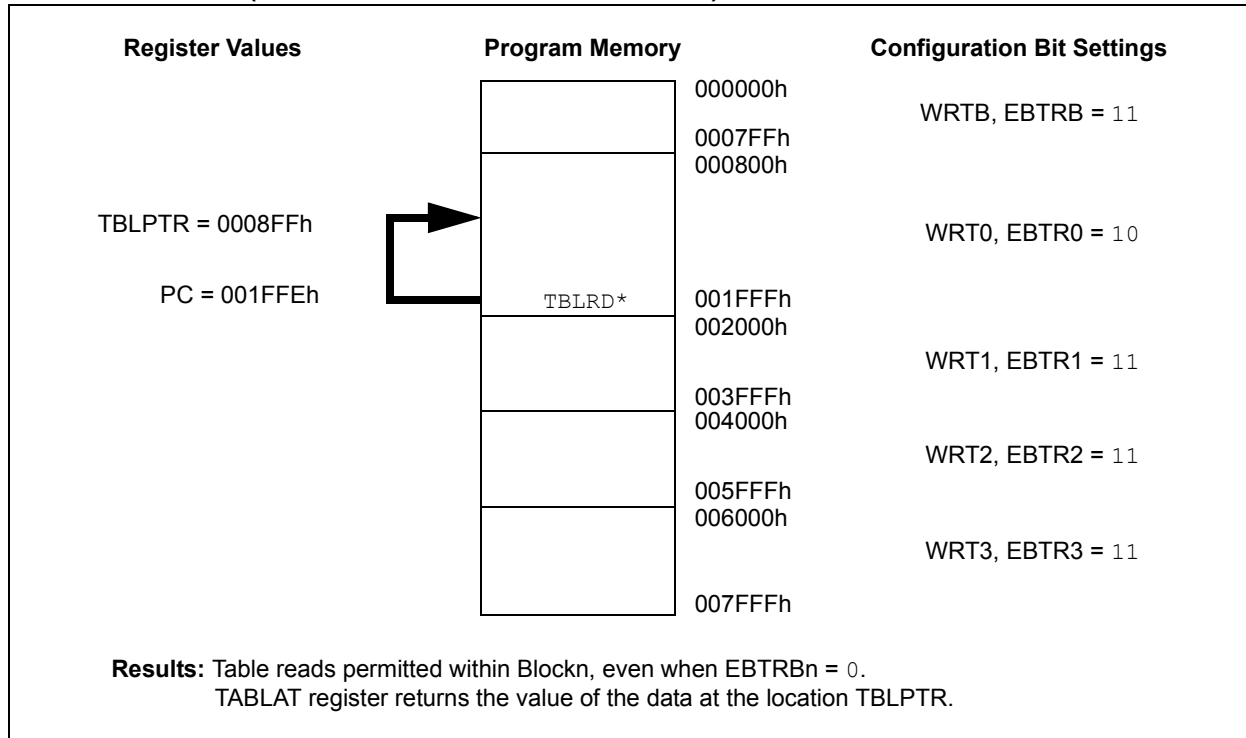 Register Values Program Memory Configuration Bit Settings
000000h
WRTB, EBTRB = 11
0007FFh
000800h
TBLPTR = 0008FFh
WRT0, EBTR0 = 10
PC = 001FFEh
TBLRD*
001FFFh
002000h
WRT1, EBTR1 = 11
003FFFh
004000h
WRT2, EBTR2 = 11
005FFFh
006000h
WRT3, EBTR3 = 11
007FFFh
Results: Table reads permitted within Blockn, even when EBTRBn = 0.
TABLAT register returns the value of the data at the location TBLPTR.